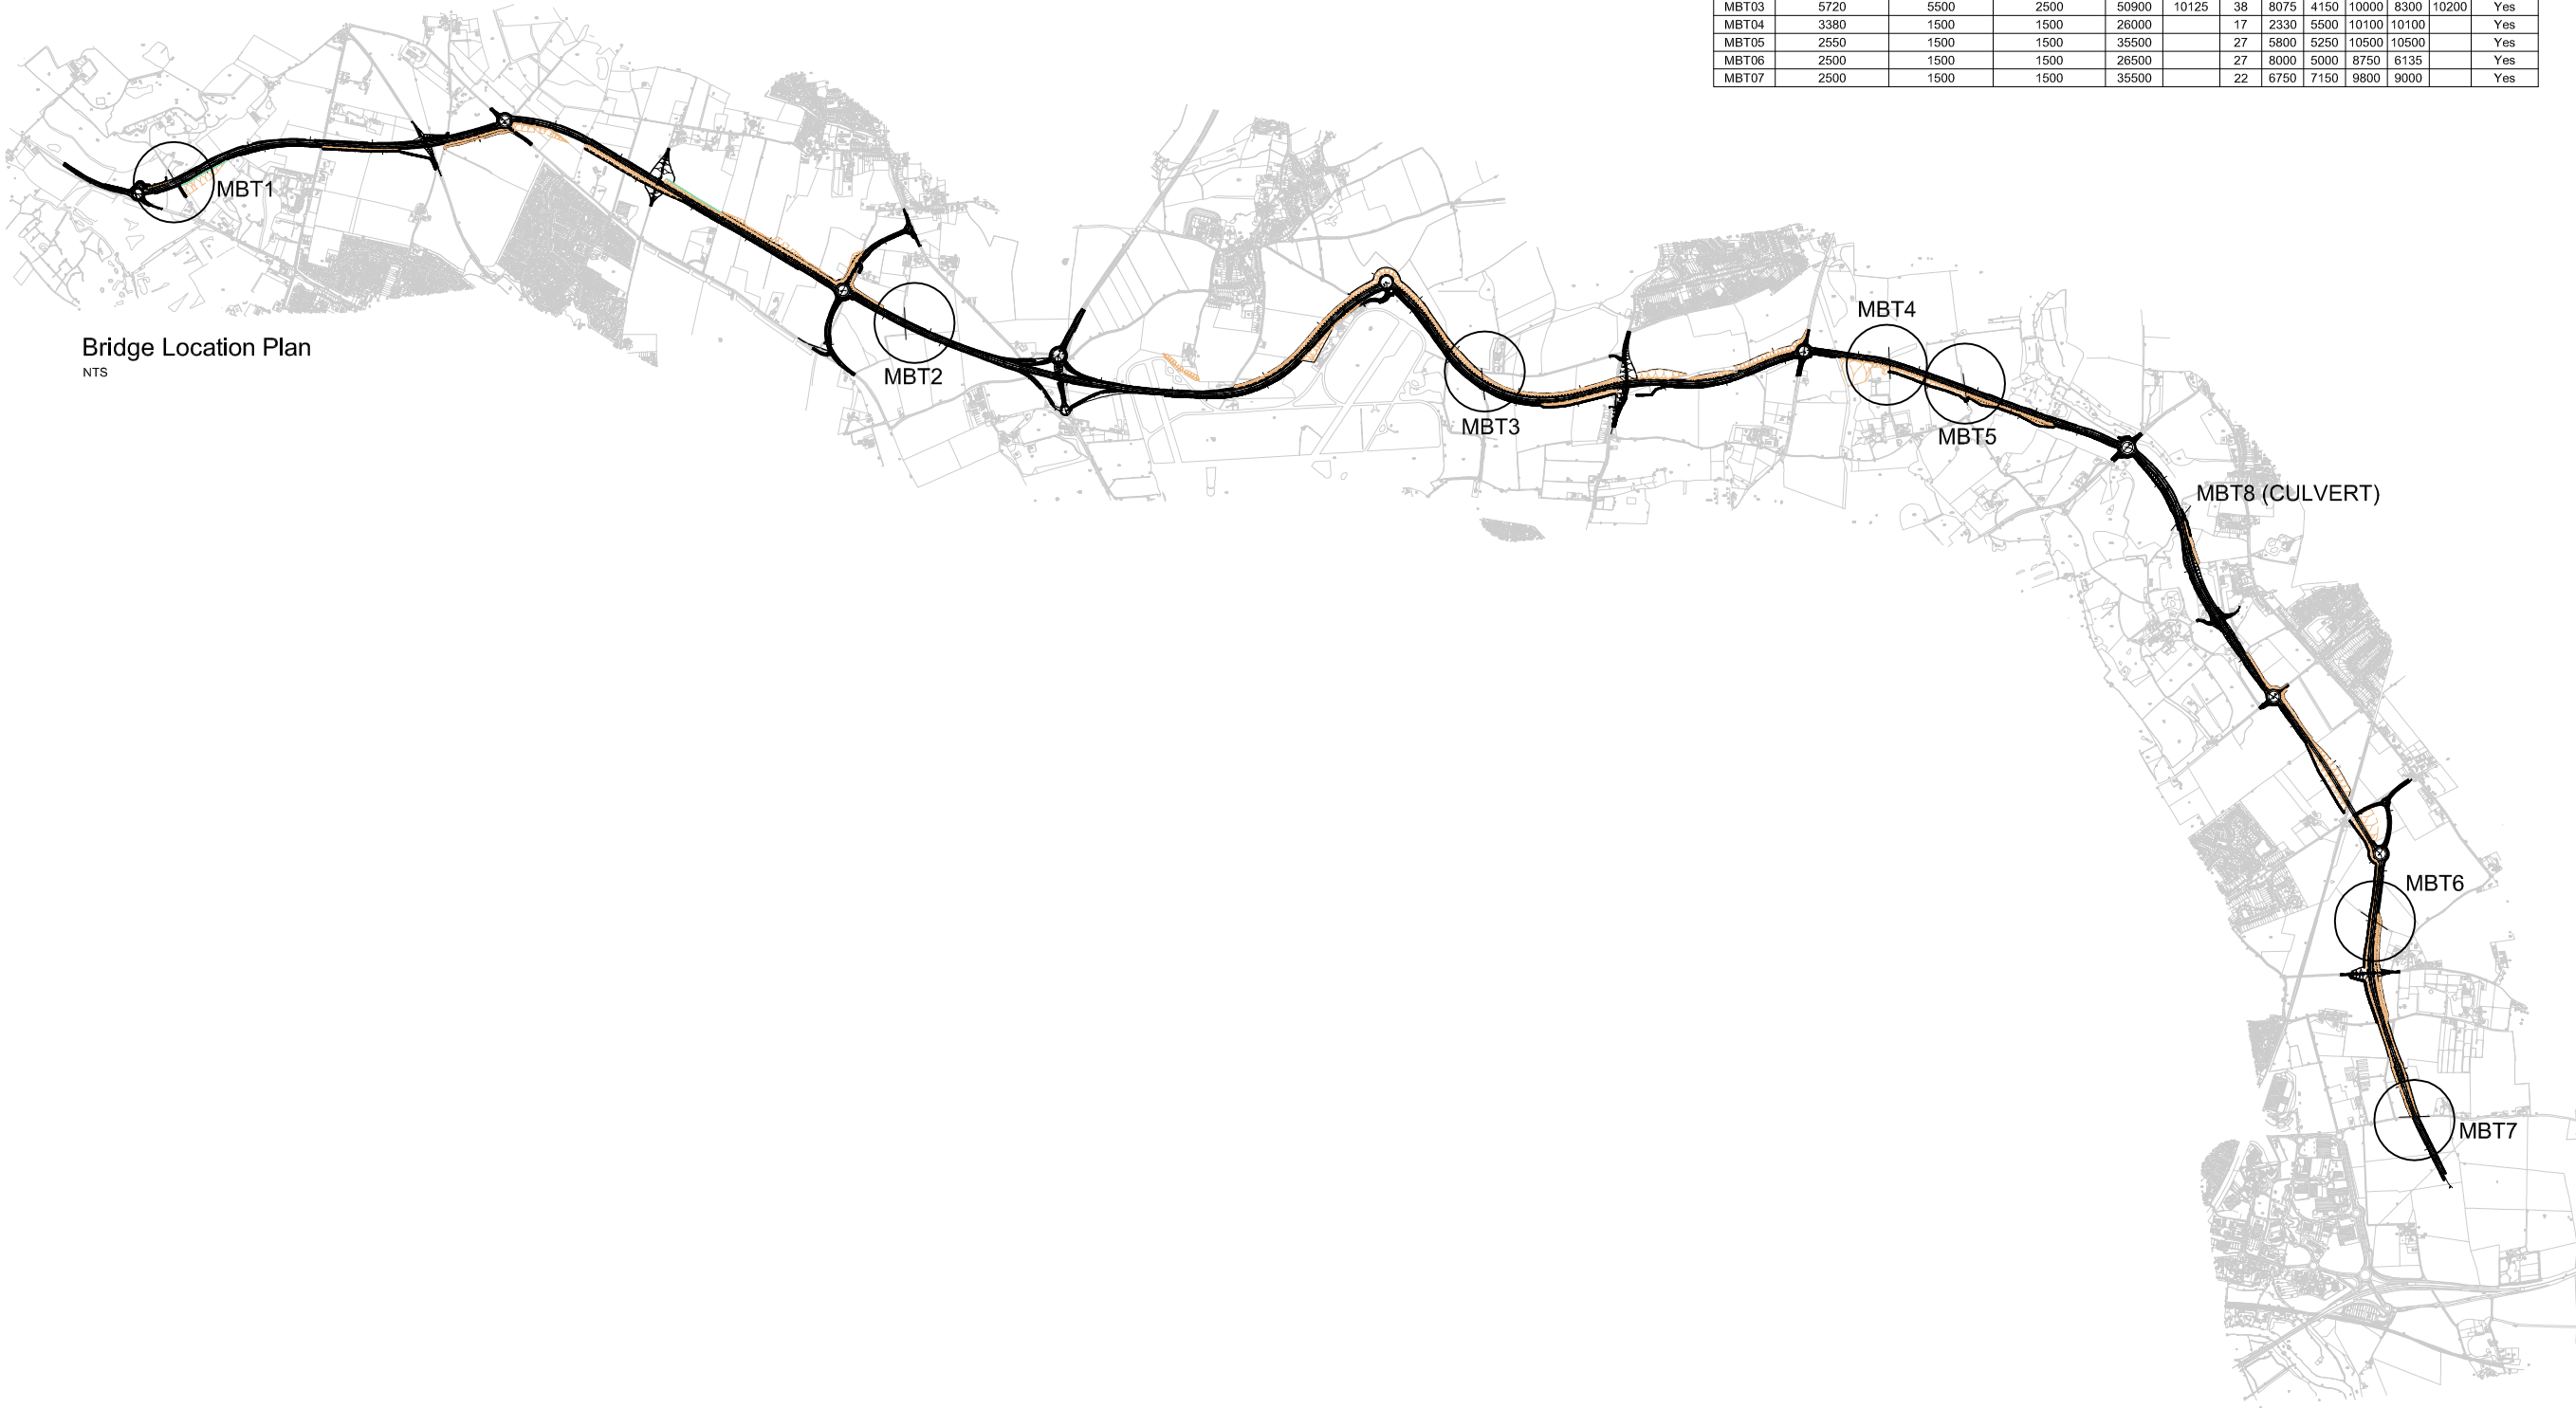 MBT03 5720 5500 2500 50900 10125 38 8075 4150 10000 8300 10200 Yes
MBT04 3380 1500 1500 26000 17 2330 5500 10100 10100 Yes
MBT05 2550 1500 1500 35500 27 5800 5250 10500 10500 Yes
MBT06 2500 1500 1500 26500 27 8000 5000 8750 6135 Yes
MBT07 2500 1500 1500 35500 22 6750 7150 9800 9000 Yes
MBT1
Bridge Location Plan
NTS
MBT2
MBT3
MBT4
MBT5
MBT8 (CULVERT)
MBT6
MBT7